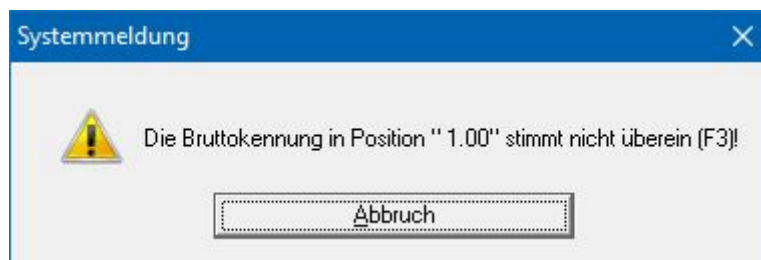 Systemmeldung
Die Bruttokennung in Position " 1.00" stimmt nicht überein (F3)!
Abbruch